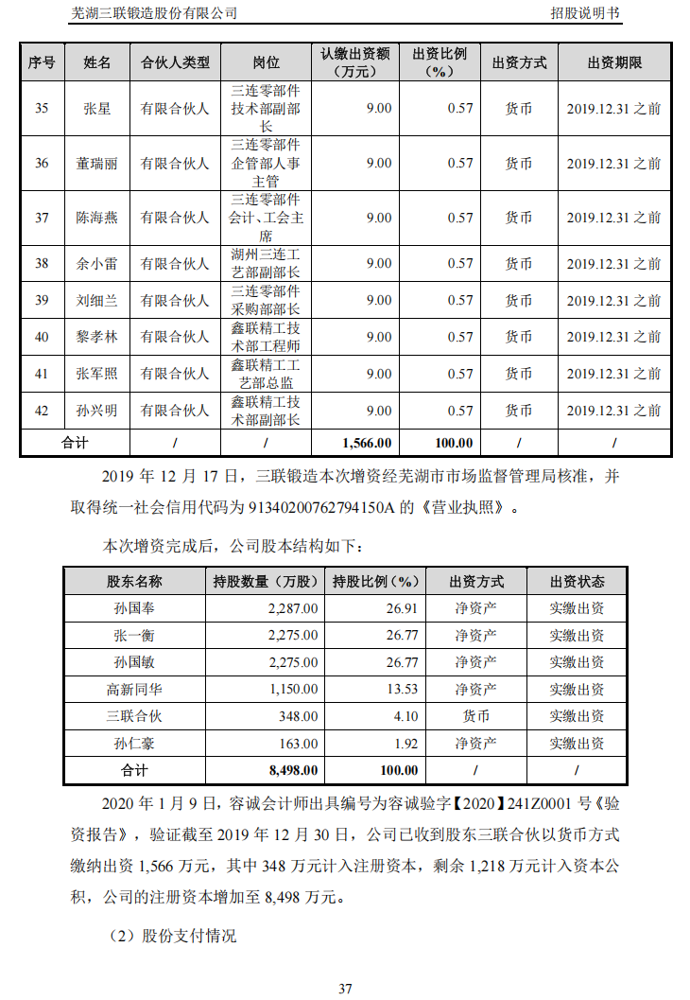 芜湖三联锻造股份有限公司 招股说明书
序号 姓名 合伙人类型 岗位 认缴出资额（万元） 出资比例（%） 出资方式 出资期限
35 张星 有限合伙人 三连零部件技术部副部长 9.00 0.57 货币 2019.12.31 之前
36 董瑞丽 有限合伙人 三连零部件企管部人事主管 9.00 0.57 货币 2019.12.31 之前
37 陈海燕 有限合伙人 三连零部件会计、工会主席 9.00 0.57 货币 2019.12.31 之前
38 余小雷 有限合伙人 湖州三连工艺部副部长 9.00 0.57 货币 2019.12.31 之前
39 刘细兰 有限合伙人 三连零部件采购部部长 9.00 0.57 货币 2019.12.31 之前
40 黎孝林 有限合伙人 鑫联精工技术部工程师 9.00 0.57 货币 2019.12.31 之前
41 张军照 有限合伙人 鑫联精工工艺部总监 9.00 0.57 货币 2019.12.31 之前
42 孙兴明 有限合伙人 鑫联精工技术部副部长 9.00 0.57 货币 2019.12.31 之前
合计 / / 1,566.00 100.00 / /
2019 年 12 月 17 日，三联锻造本次增资经芜湖市市场监督管理局核准，并
取得统一社会信用代码为 91340200762794150A 的《营业执照》。
本次增资完成后，公司股本结构如下：
股东名称 持股数量（万股） 持股比例（%） 出资方式 出资状态
孙国奉 2,287.00 26.91 净资产 实缴出资
张一衡 2,275.00 26.77 净资产 实缴出资
孙国敏 2,275.00 26.77 净资产 实缴出资
高新同华 1,150.00 13.53 净资产 实缴出资
三联合伙 348.00 4.10 货币 实缴出资
孙仁豪 163.00 1.92 净资产 实缴出资
合计 8,498.00 100.00 / /
2020 年 1 月 9 日，容诚会计师出具编号为容诚验字【2020】241Z0001 号《验
资报告》，验证截至 2019 年 12 月 30 日，公司已收到股东三联合伙以货币方式
缴纳出资 1,566 万元，其中 348 万元计入注册资本，剩余 1,218 万元计入资本公
积，公司的注册资本增加至 8,498 万元。
（2）股份支付情况
37